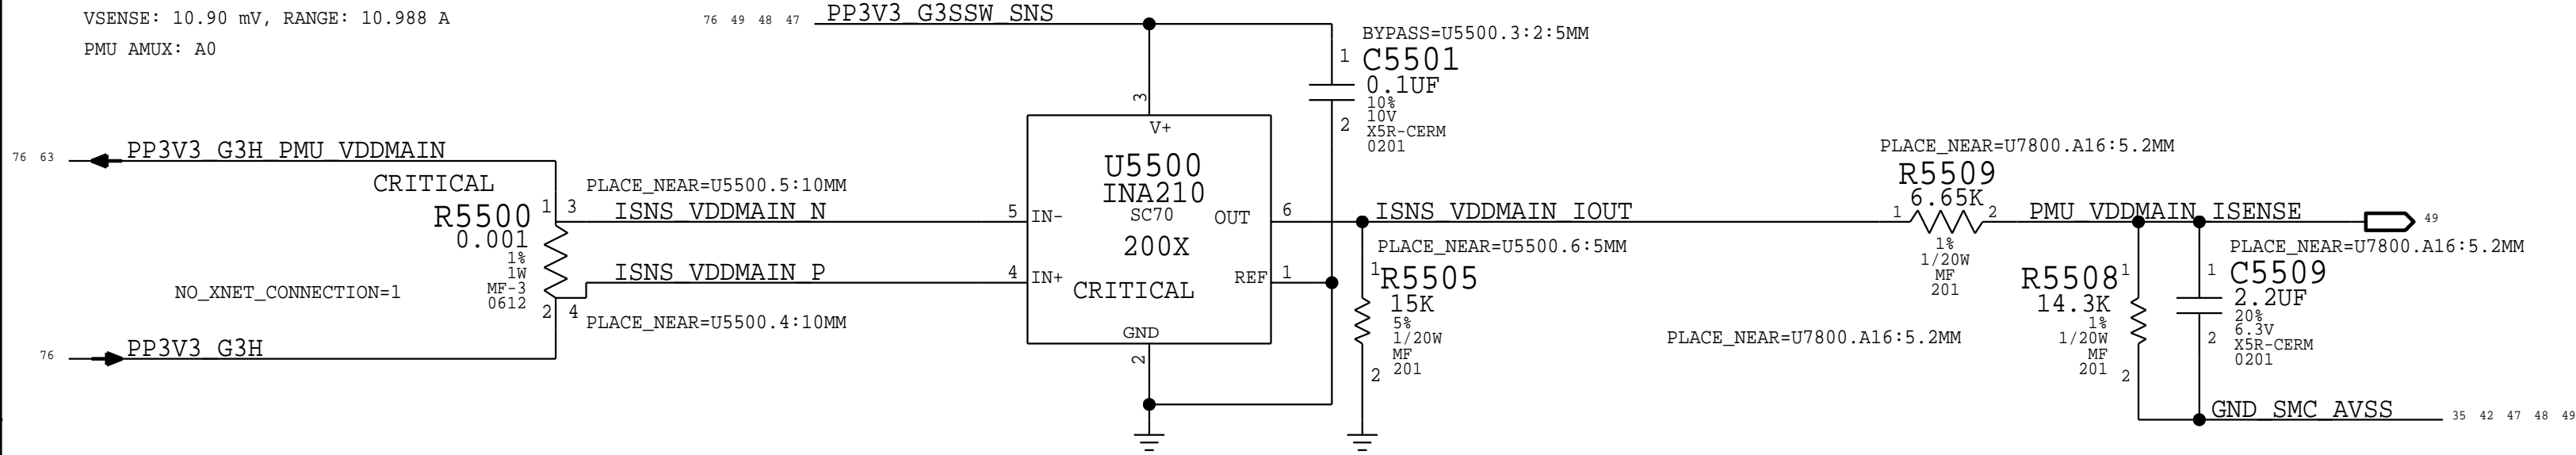 VSENSE: 10.90 mV, RANGE: 10.988 A
PMU AMUX: A0
76 49 48 47
PP3V3_G3SSW_SNS
BYPASS=U5500.3:2:5MM
1
C5501
0.1UF
10%
10V
X5R-CERM
0201
2
3
V+
76 63
PP3V3_G3H_PMU_VDDMAIN
CRITICAL
R5500
0.001
1%
1W
MF-3
0612
1 3
2 4
NO_XNET_CONNECTION=1
PLACE_NEAR=U5500.5:10MM
ISNS_VDDMAIN_N
ISNS_VDDMAIN_P
PLACE_NEAR=U5500.4:10MM
76
PP3V3_G3H
5
IN-
4
IN+
U5500
INA210
SC70
200X
CRITICAL
OUT
6
REF
1
GND
2
ISNS_VDDMAIN_IOUT
PLACE_NEAR=U5500.6:5MM
1
R5505
15K
5%
1/20W
MF
201
2
PLACE_NEAR=U7800.A16:5.2MM
R5509
6.65K
1
2
1%
1/20W
MF
201
PMU_VDDMAIN_ISENSE
49
PLACE_NEAR=U7800.A16:5.2MM
R5508
1
14.3K
1%
1/20W
MF
201
2
PLACE_NEAR=U7800.A16:5.2MM
1
C5509
2.2UF
20%
6.3V
X5R-CERM
0201
2
GND_SMC_AVSS
35 42 47 48 49